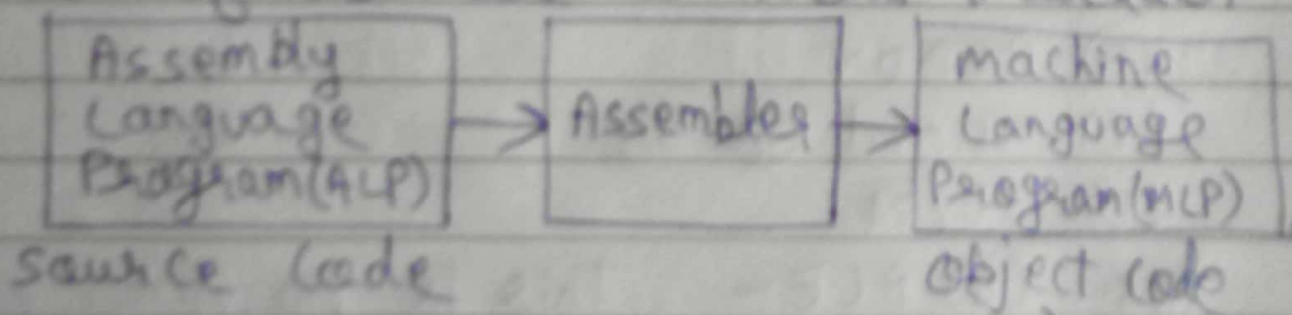 Assembly
Language
Program(ALP)
Assembler
Machine
Language
Program(MLP)
Source Code
Object Code